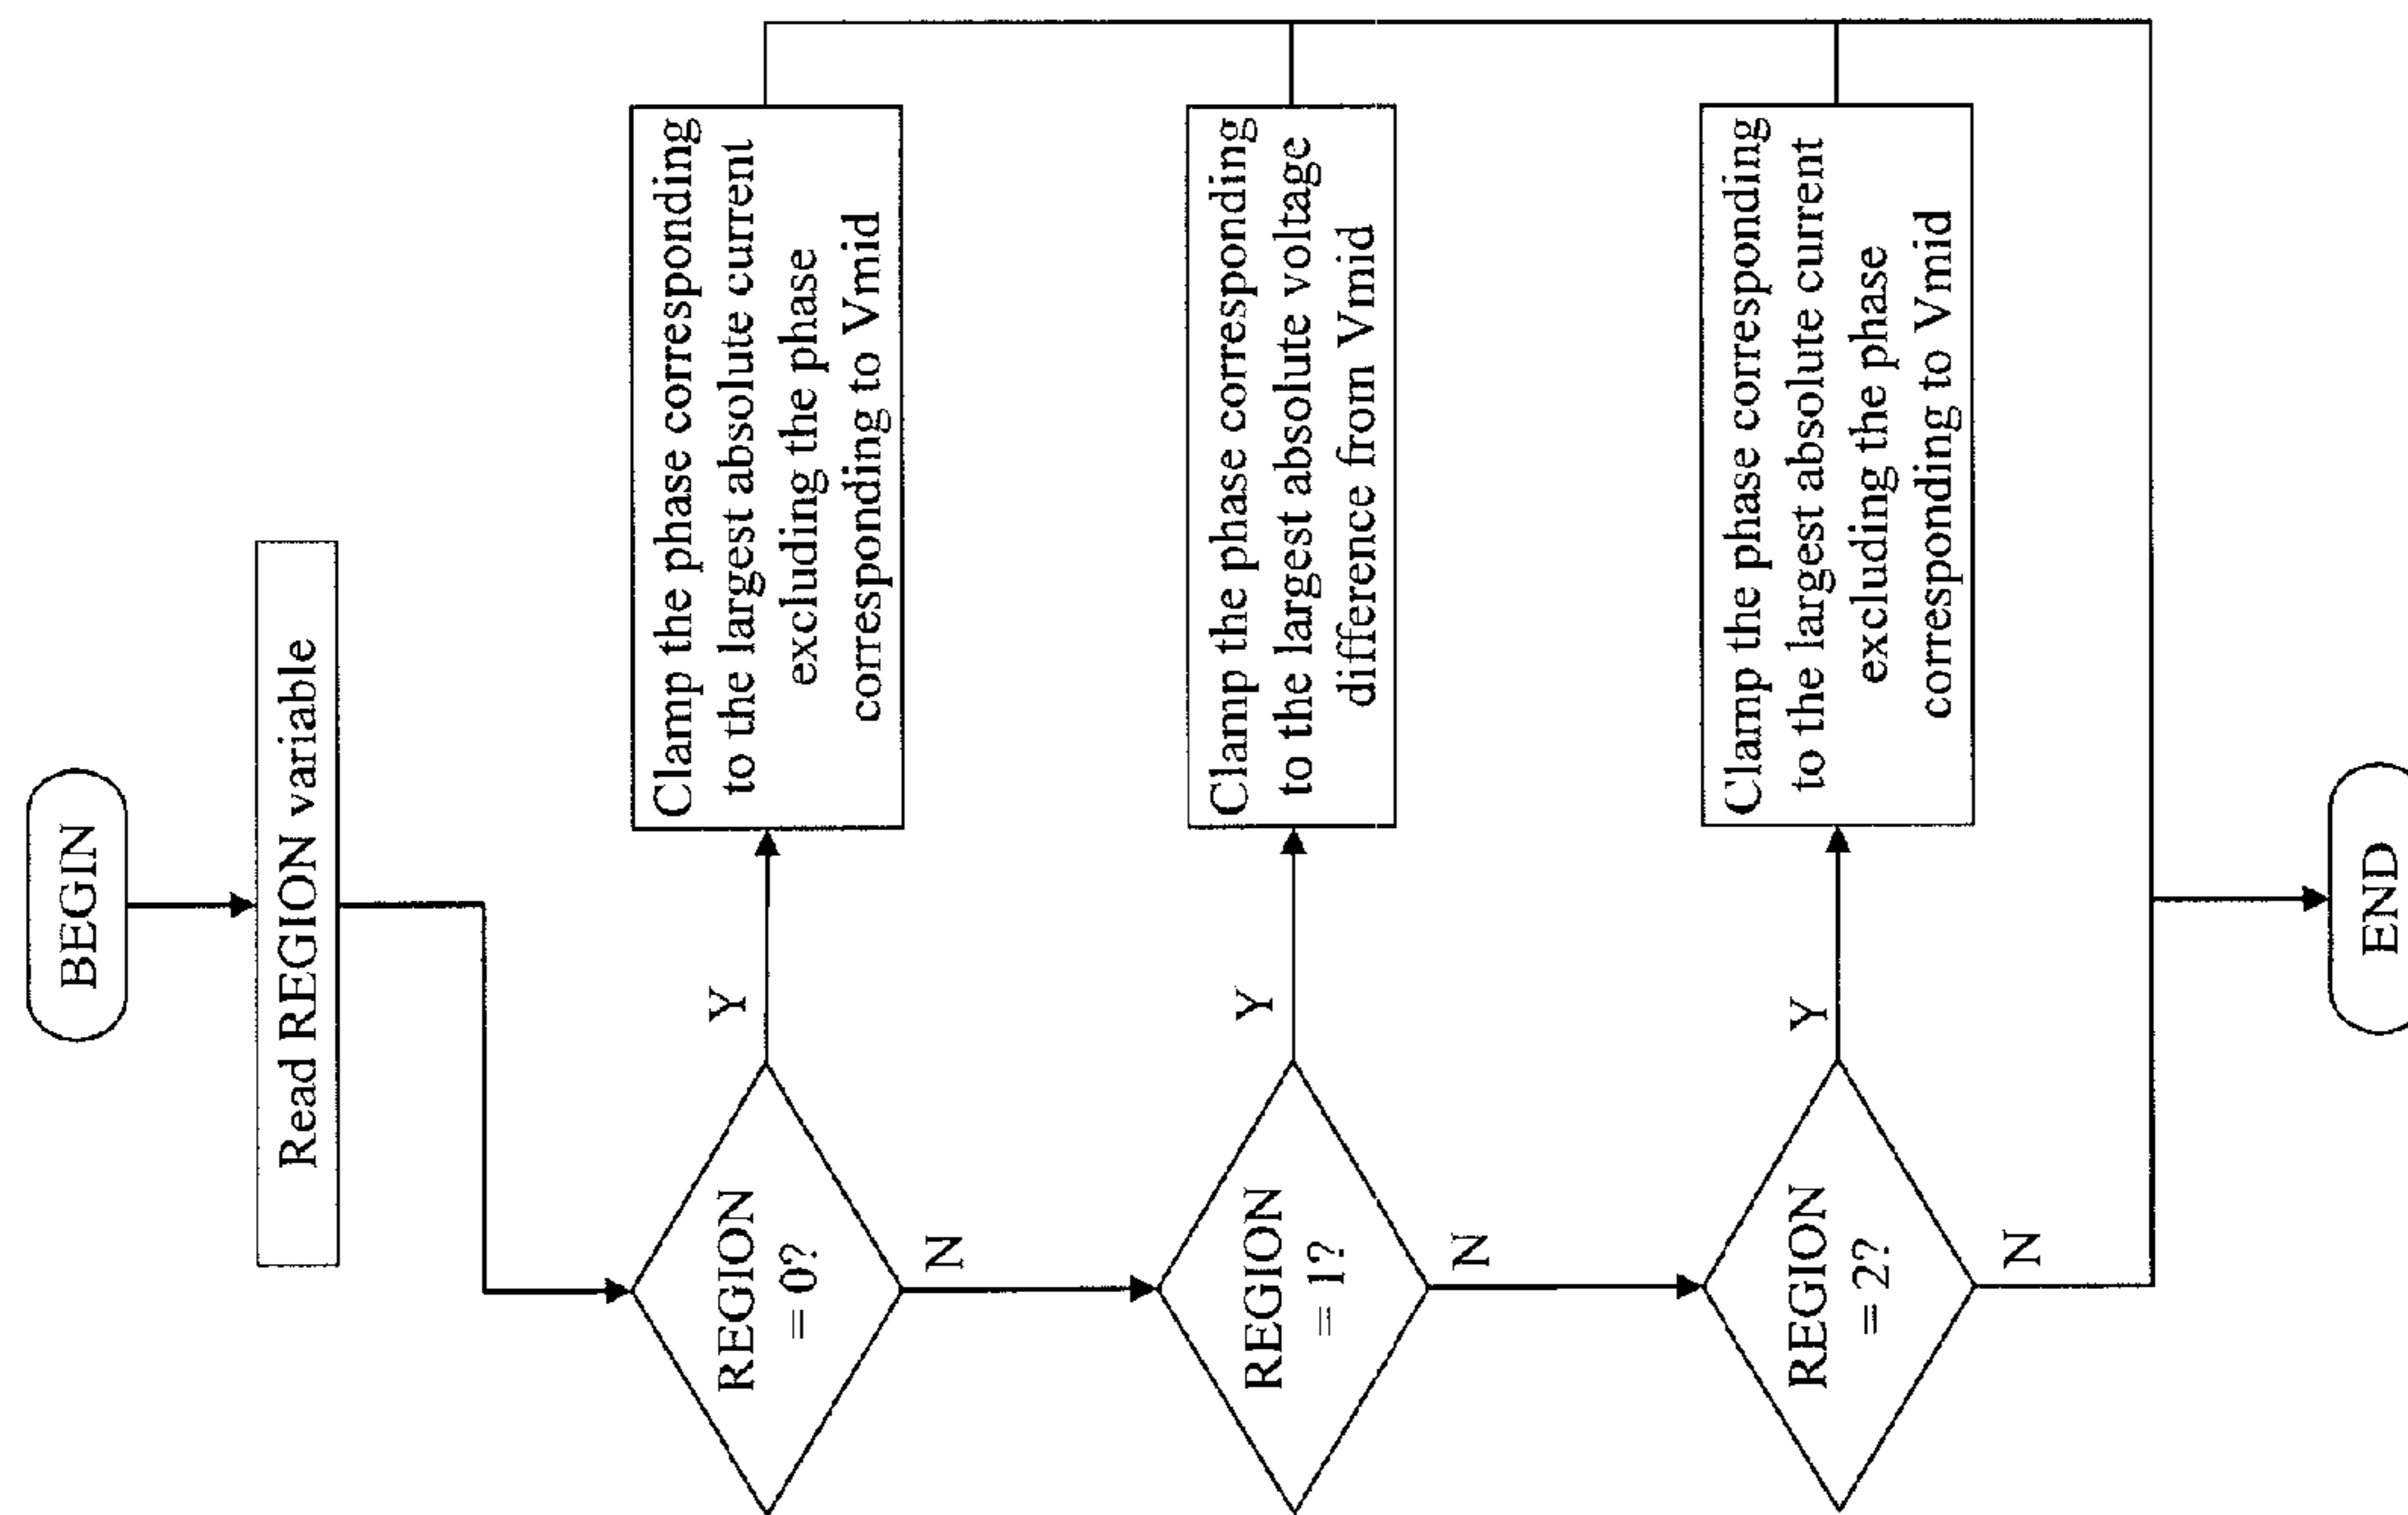 BEGIN
Read REGION variable
REGION
= 0?
Y
N
Clamp the phase corresponding
to the largest absolute current
excluding the phase
corresponding to Vmid
REGION
=1?
Y
N
Clamp the phase corresponding
to the largest absolute voltage
difference from Vmid
REGION
=2?
Y
N
Clamp the phase corresponding
to the largest absolute current
excluding the phase
corresponding to Vmid
END